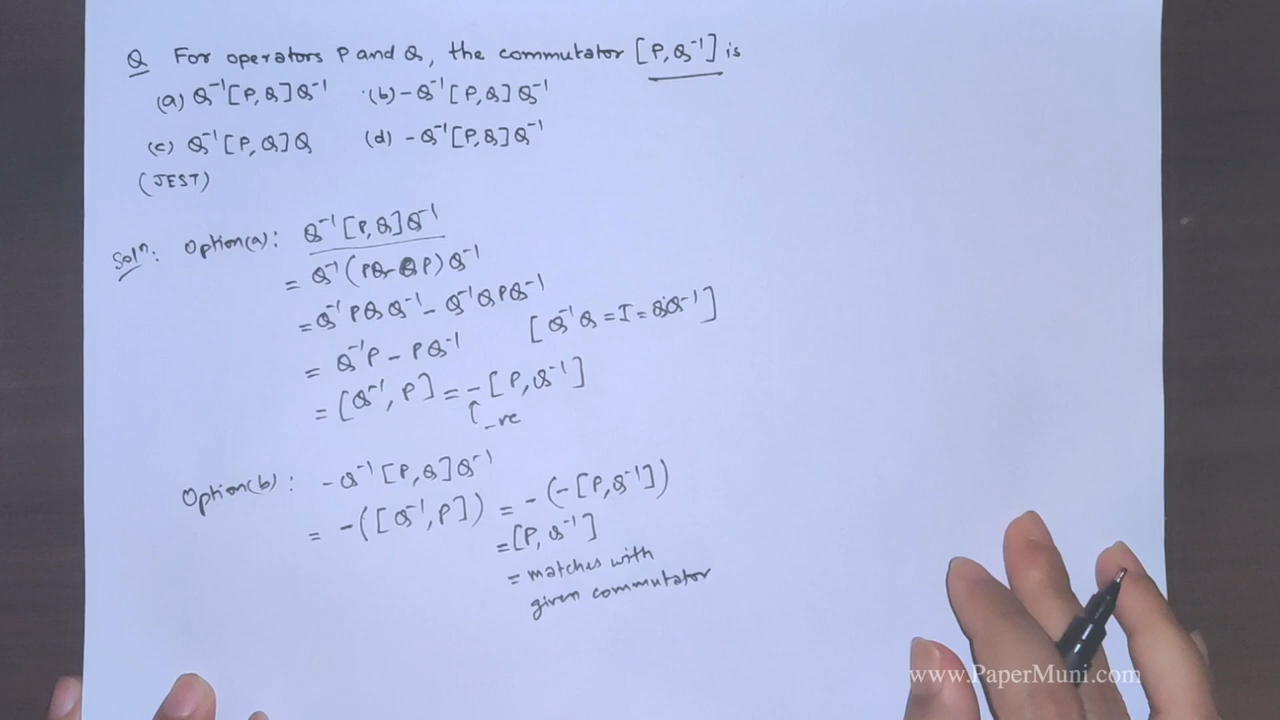 Q For operators P and Q, the commutator [P, Q⁻¹] is
(a) Q⁻¹[P, Q]Q⁻¹ (b) -Q⁻¹[P, Q]Q⁻¹
(c) Q⁻¹[P, Q]Q (d) -Q⁻¹[P, Q]Q⁻¹
(JEST)
Solⁿ: Option(a): Q⁻¹[P, Q]Q⁻¹
= Q⁻¹(PQ - QP)Q⁻¹
= Q⁻¹PQQ⁻¹ - Q⁻¹QPQ⁻¹
= Q⁻¹P - PQ⁻¹ [Q⁻¹Q = I = QQ⁻¹]
= [Q⁻¹, P] = -[P, Q⁻¹]
↑_-ve
Option(b): -Q⁻¹[P, Q]Q⁻¹
= -([Q⁻¹, P]) = -(-[P, Q⁻¹])
= [P, Q⁻¹]
= matches with
given commutator
www.PaperMuni.com